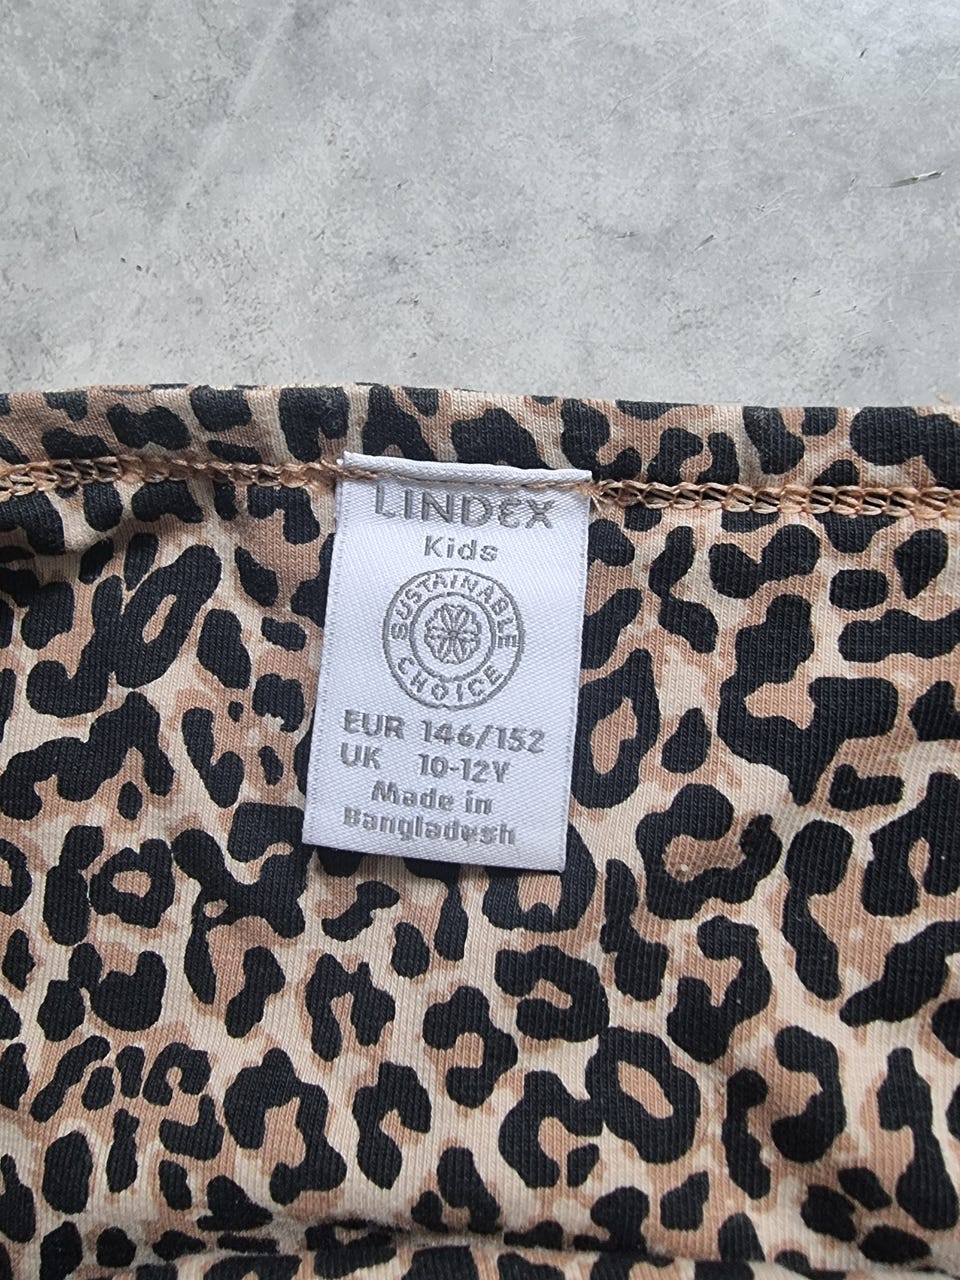 LINDEX
Kids
SUSTAINABLE
CHOICE
EUR 146/152
UK 10-12Y
Made in
Bangladesh